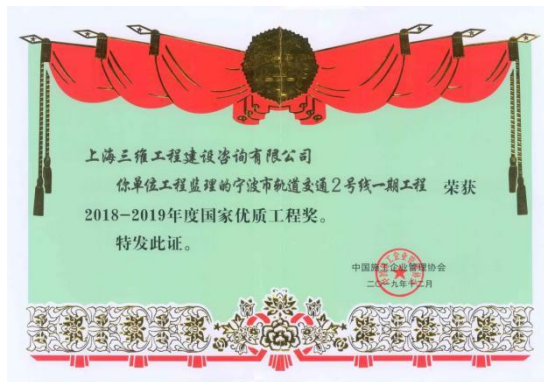 上海三维工程建设咨询有限公司
你单位工程监理的宁波市轨道交通2号线一期工程 荣获
2018-2019年度国家优质工程奖。
特发此证。
中国施工企业管理协会
二〇一九年十二月